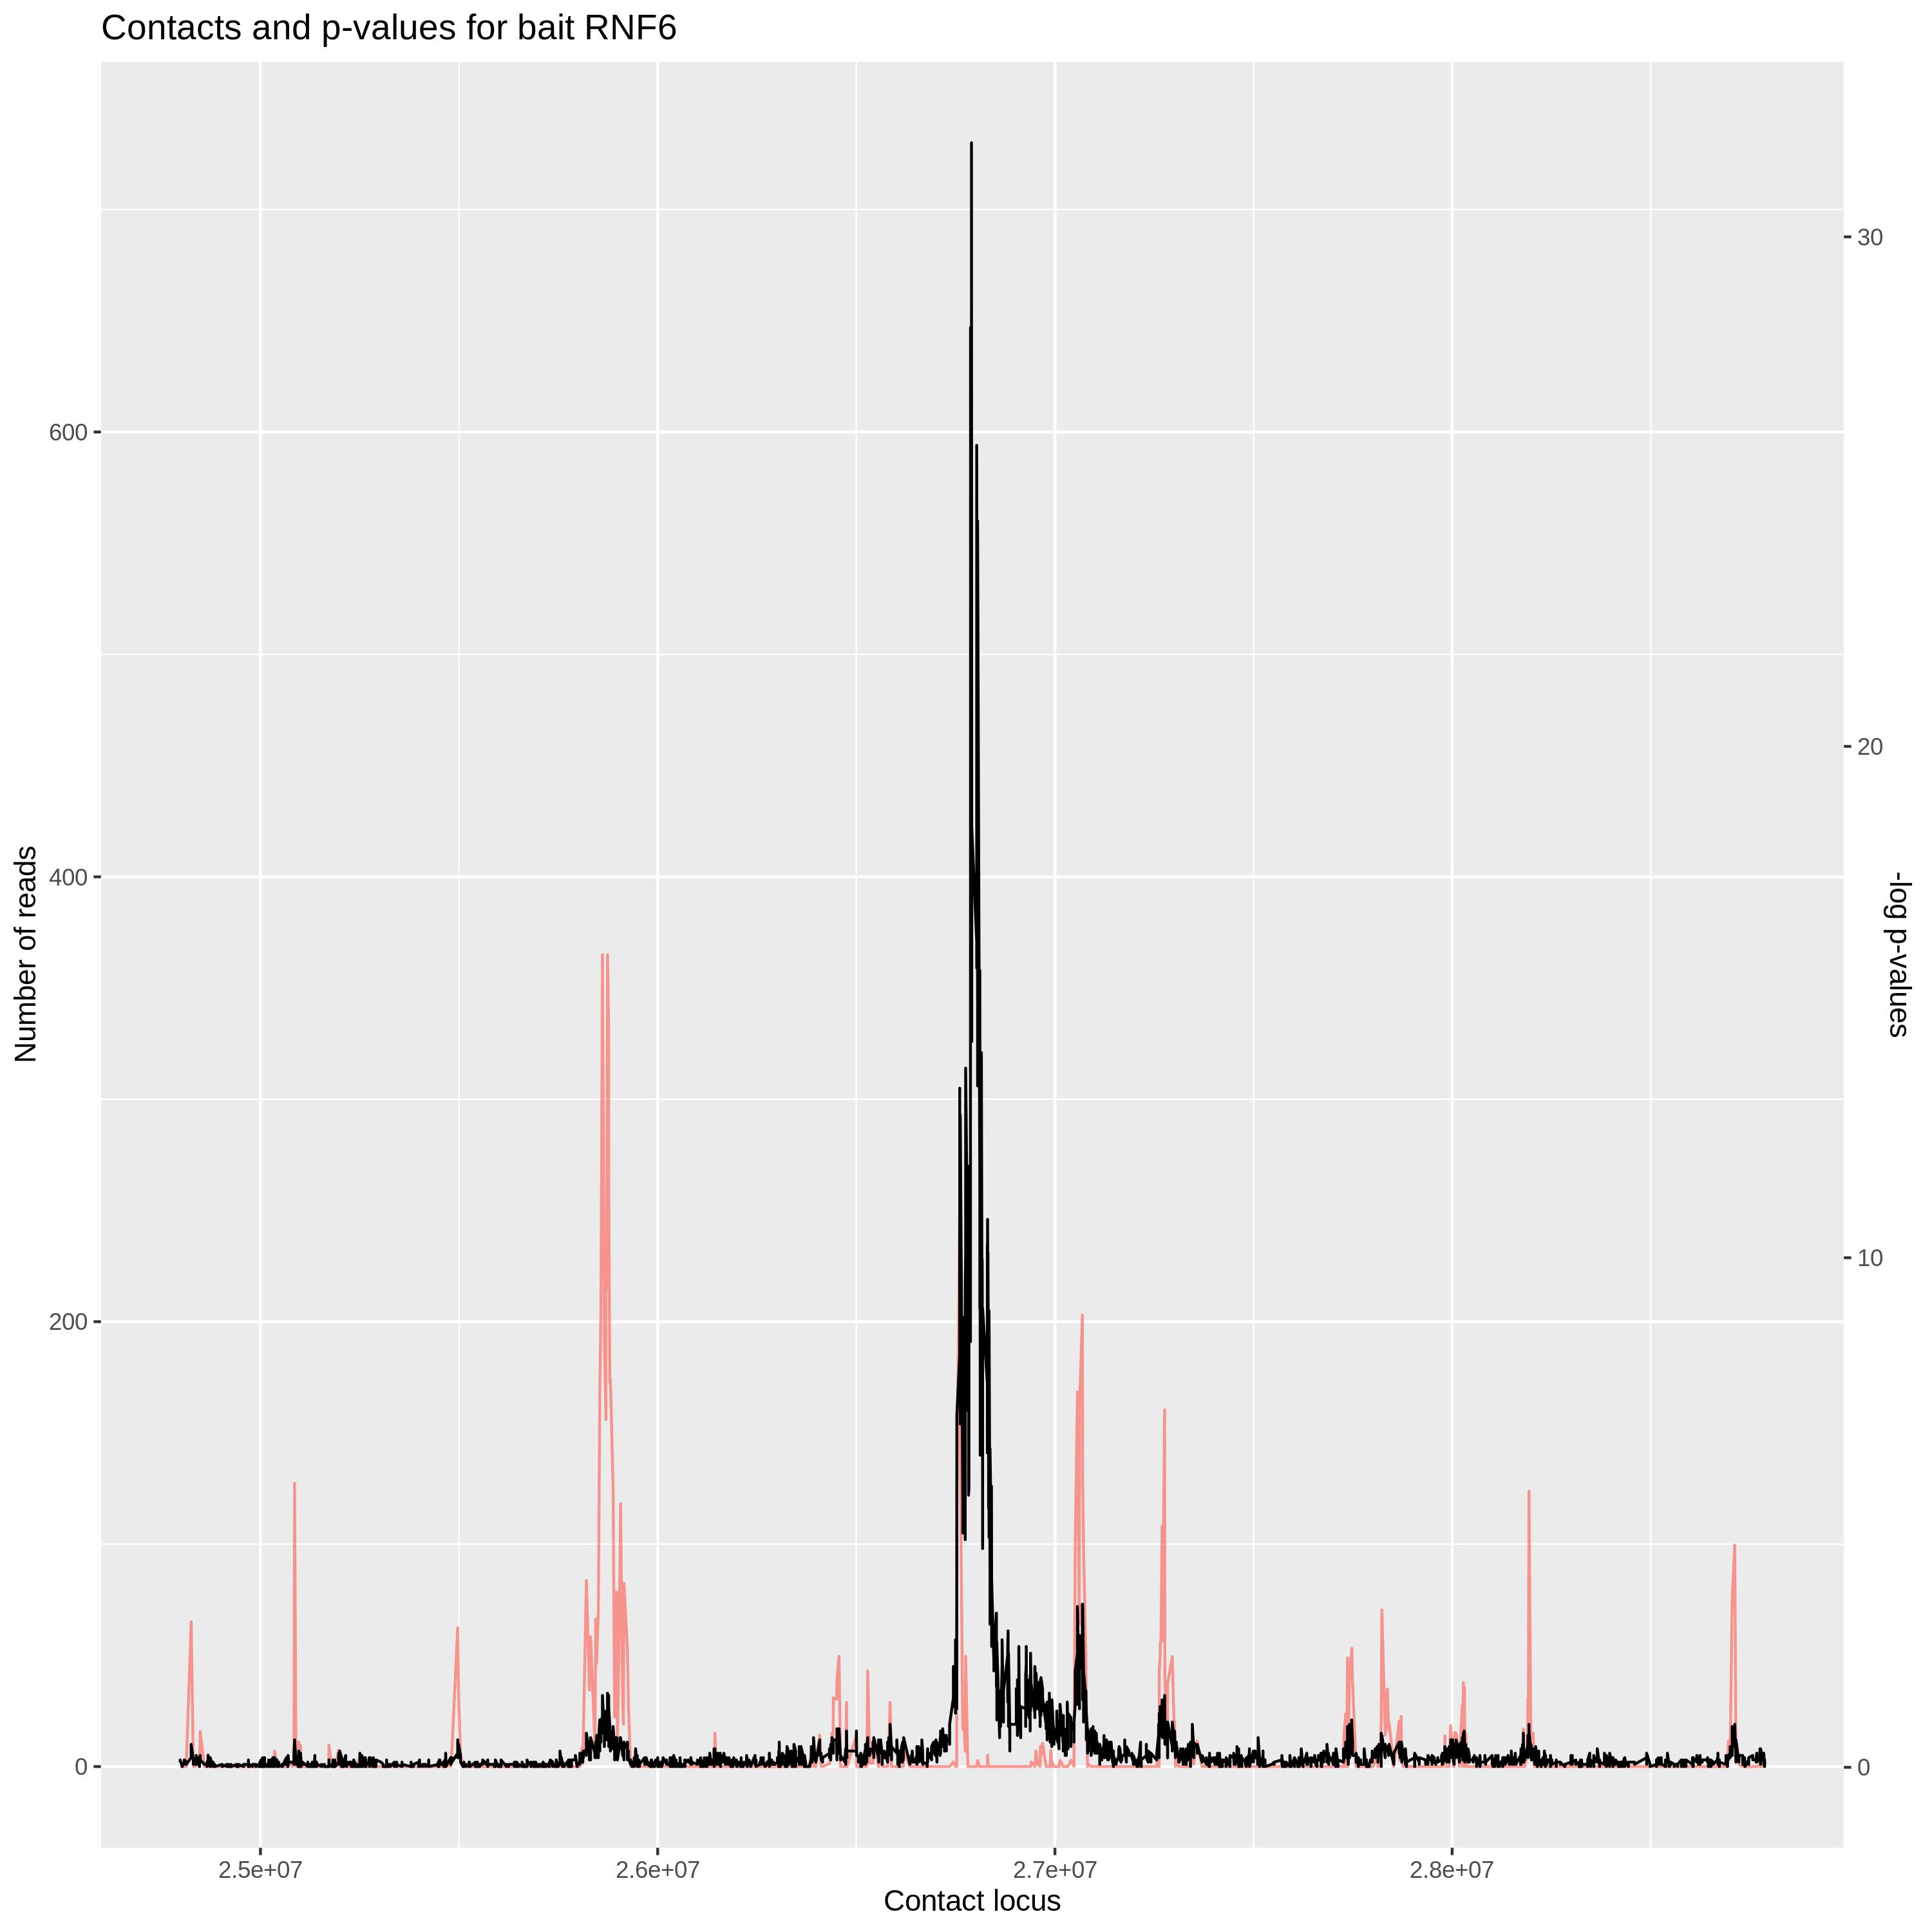 Contacts and p-values for bait RNF6
Number of reads
600
400
200
0
30
20
10
0
-log p-values
2.5e+07
2.6e+07
2.7e+07
2.8e+07
Contact locus